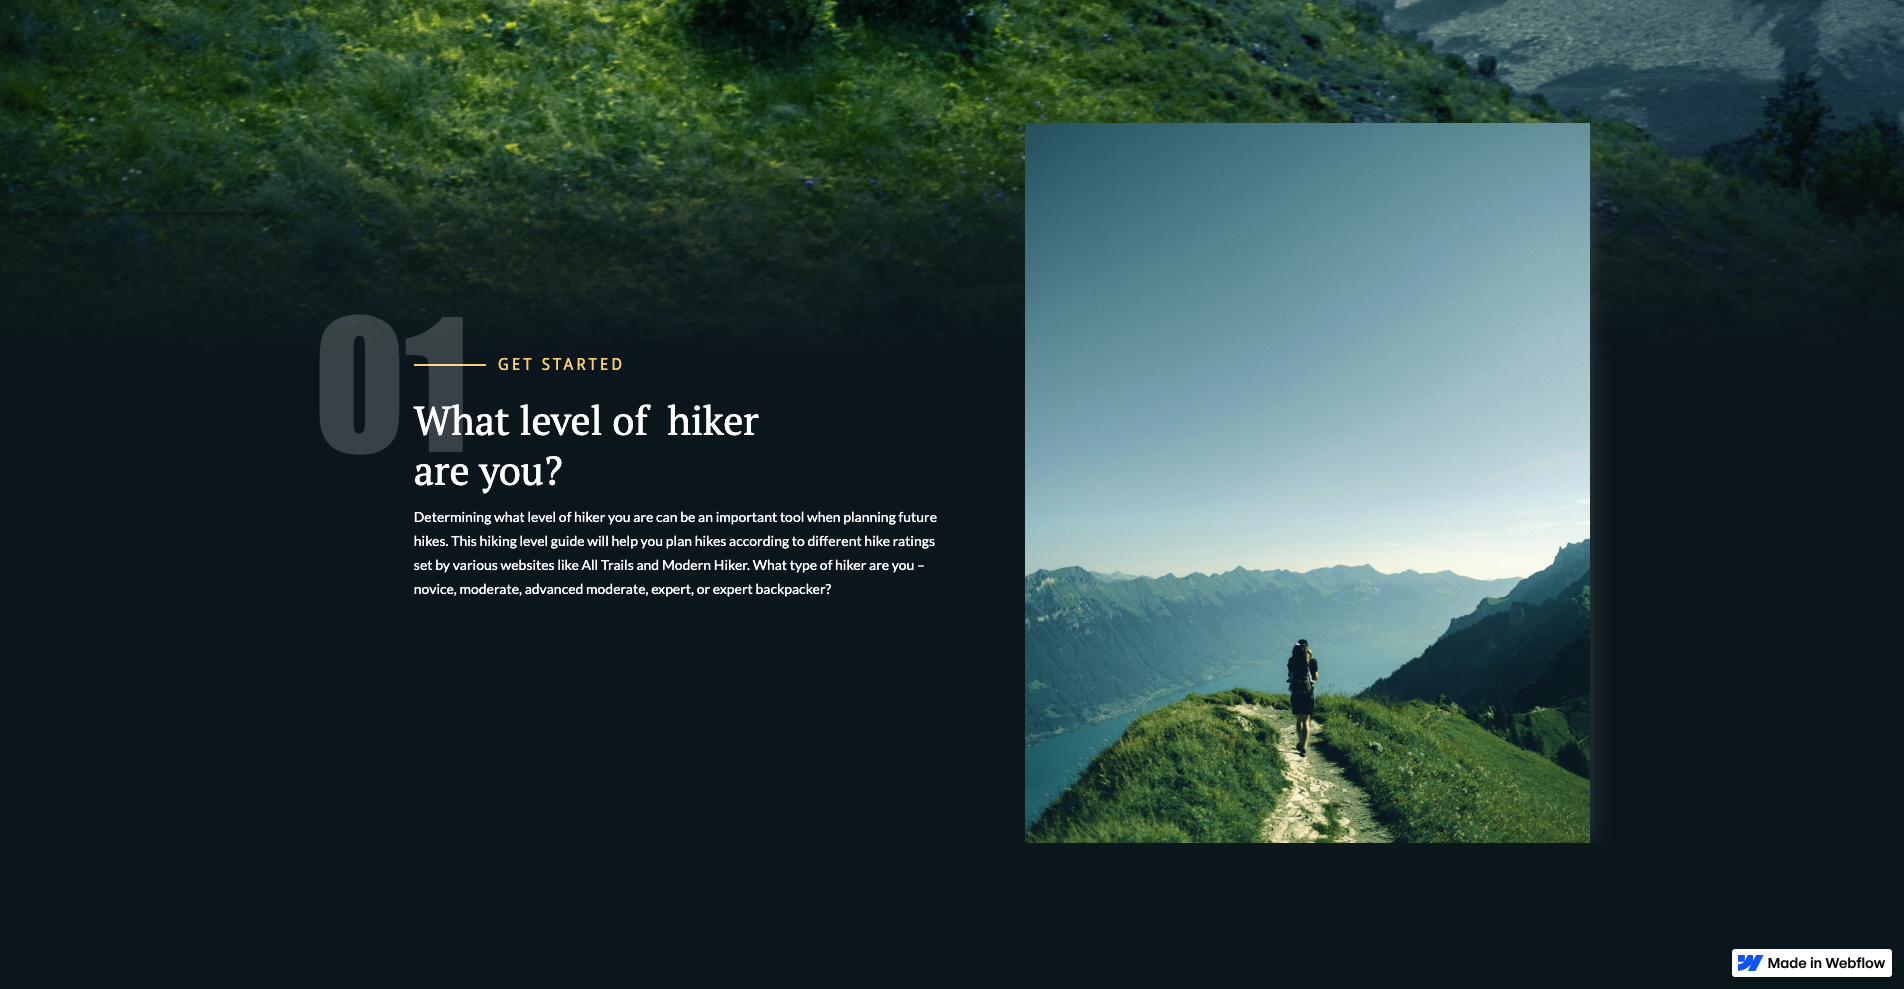 01
GET STARTED
What level of  hiker
are you?
Determining what level of hiker you are can be an important tool when planning future
hikes. This hiking level guide will help you plan hikes according to different hike ratings
set by various websites like All Trails and Modern Hiker. What type of hiker are you –
novice, moderate, advanced moderate, expert, or expert backpacker?
Made in Webflow